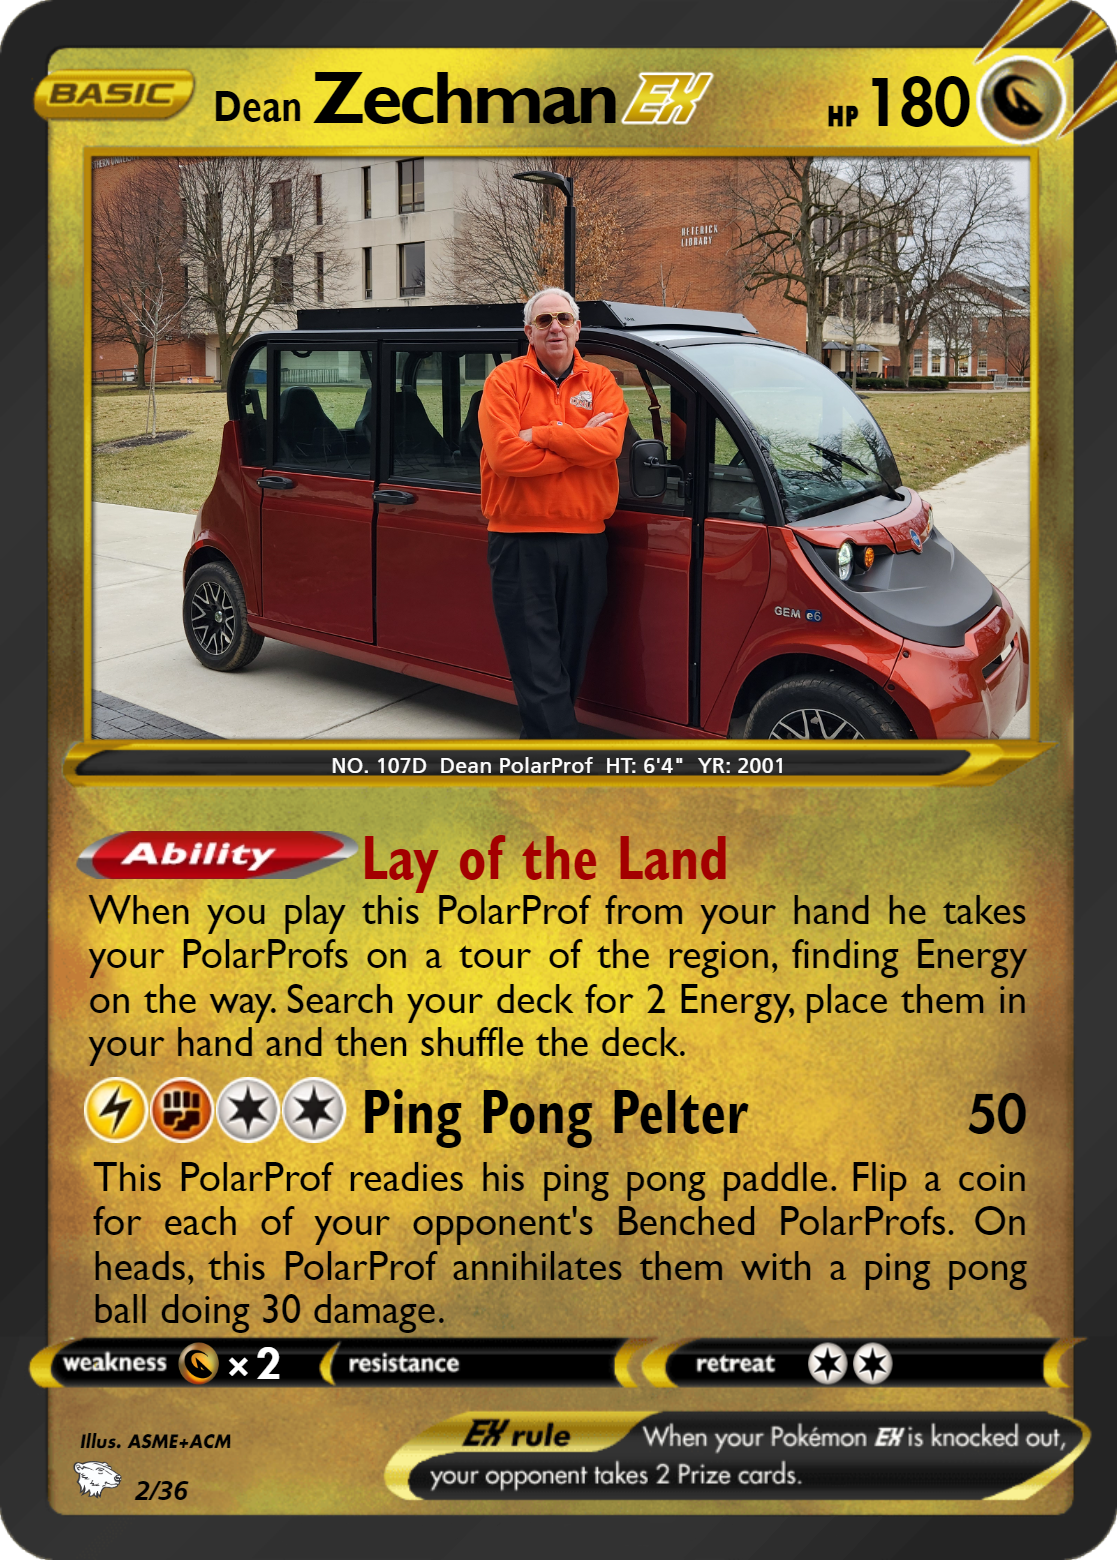 BASIC
Dean Zechman EX
HP 180
HETERICK
LIBRARY
GEM e6
NO. 107D Dean PolarProf HT: 6'4" YR: 2001
Ability Lay of the Land
When you play this PolarProf from your hand he takes
your PolarProfs on a tour of the region, finding Energy
on the way. Search your deck for 2 Energy, place them in
your hand and then shuffle the deck.
Ping Pong Pelter 50
This PolarProf readies his ping pong paddle. Flip a coin
for each of your opponent's Benched PolarProfs. On
heads, this PolarProf annihilates them with a ping pong
ball doing 30 damage.
weakness × 2 resistance retreat
Illus. ASME+ACM
EX rule When your Pokémon EX is knocked out,
your opponent takes 2 Prize cards.
2/36